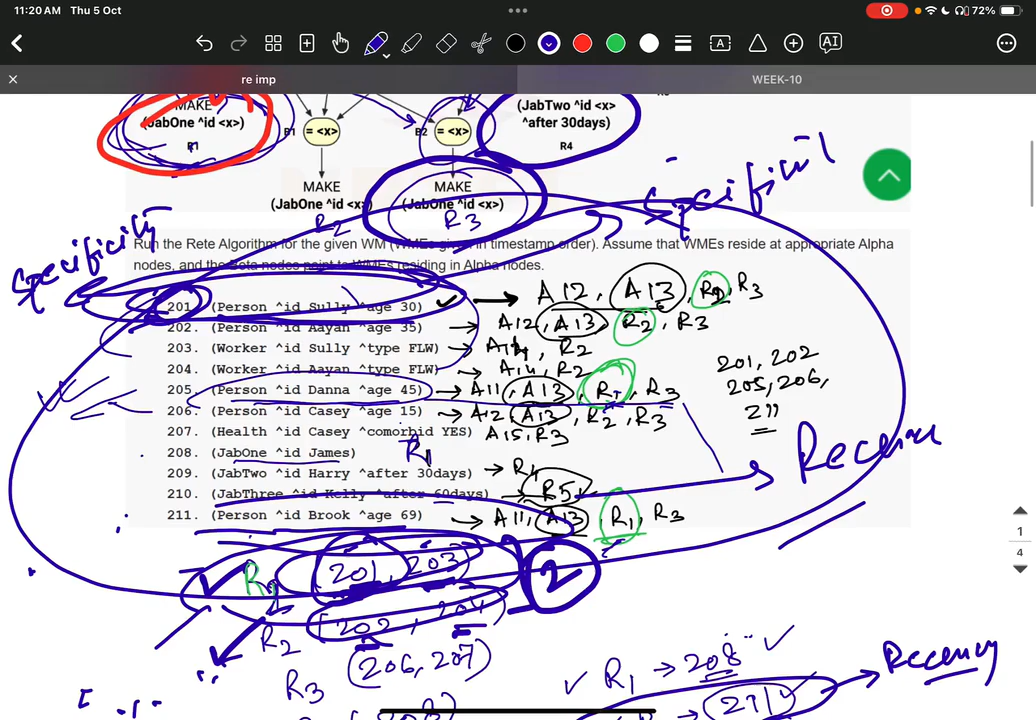 11:20 AM Thu 5 Oct
72%
re imp
WEEK-10
MAKE
(JabOne ^id <x>)
R1
B1
= <x>
B2
= <x>
(JabTwo ^id <x>
^after 30days)
R4
MAKE
(JabOne ^id <x>)
R2
MAKE
(JabOne ^id <x>)
R3
Specificity
Specificity
Run the Rete Algorithm for the given WM (WMEs given in timestamp order). Assume that WMEs reside at appropriate Alpha
nodes, and the Beta nodes point to WMEs residing in Alpha nodes.
201. (Person ^id Sully ^age 30) A12, A13, R2, R3
202. (Person ^id Aayan ^age 35) A12, A13, R2, R3
203. (Worker ^id Sully ^type FLW) A14, R2
204. (Worker ^id Aayan ^type FLW) A14, R2
205. (Person ^id Danna ^age 45) A11, A13, R1, R3
206. (Person ^id Casey ^age 15) A12, A13, R2, R3
207. (Health ^id Casey ^comorbid YES) A15, R3
208. (JabOne ^id James) R1
209. (JabTwo ^id Harry ^after 30days) R4
210. (JabThree ^id Kelly ^after 60days) R5
211. (Person ^id Brook ^age 69) A11, A13, R1, R3
201, 202
205, 206,
211
201, 203
2
R2
202, 204
R2
(206, 207)
R3
R1 208
211
Recency